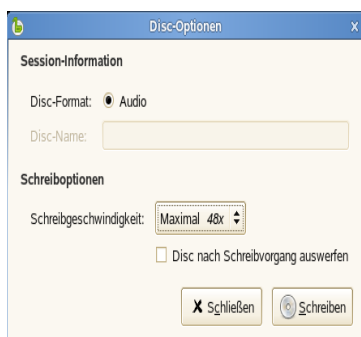 Disc-Optionen
Session-Information
Disc-Format: Audio
Disc-Name:
Schreiboptionen
Schreibgeschwindigkeit: Maximal 48x
Disc nach Schreibvorgang auswerfen
Schließen Schreiben